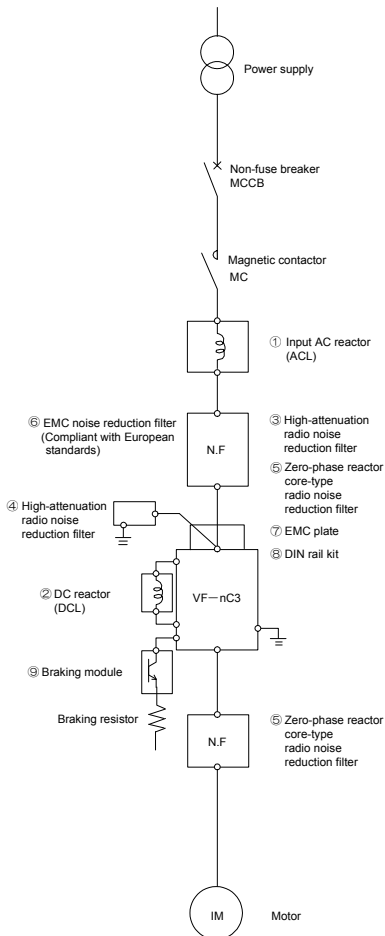 Power supply
Non-fuse breaker
MCCB
Magnetic contactor
MC
① Input AC reactor
(ACL)
⑥ EMC noise reduction filter
(Compliant with European
standards)
N.F
③ High-attenuation
radio noise
reduction filter
⑤ Zero-phase reactor
core-type
radio noise
reduction filter
④ High-attenuation
radio noise
reduction filter
⑦ EMC plate
⑧ DIN rail kit
② DC reactor
(DCL)
VF－nC3
⑨ Braking module
Braking resistor
N.F
⑤ Zero-phase reactor
core-type
radio noise
reduction filter
IM
Motor